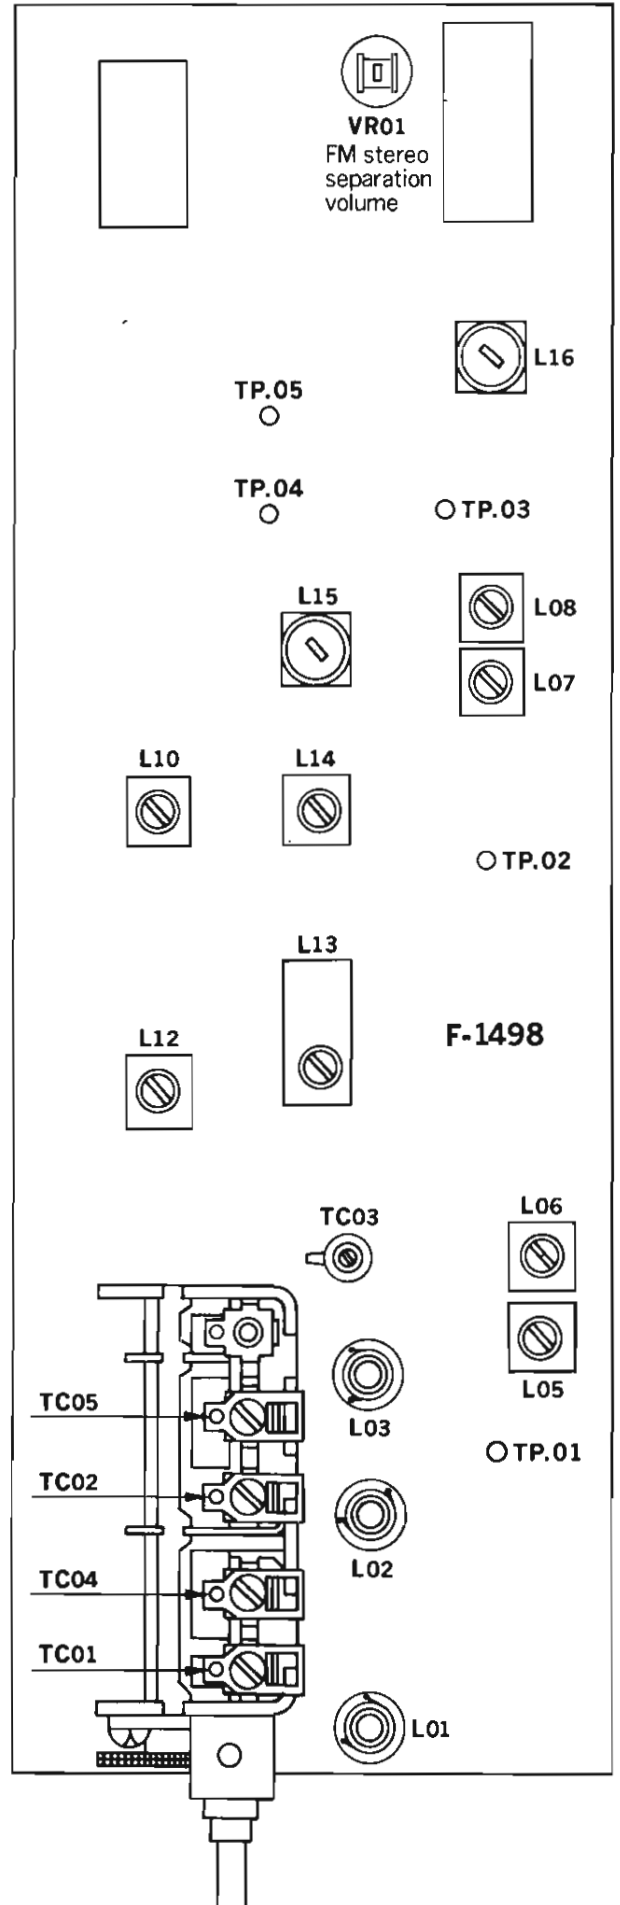 VR01
FM stereo
separation
volume
L16
TP.05
TP.04
TP.03
L15
L08
L07
L10
L14
TP.02
L13
F-1498
L12
L06
TC03
L05
TC05
L03
TP.01
TC02
L02
TC04
TC01
L01